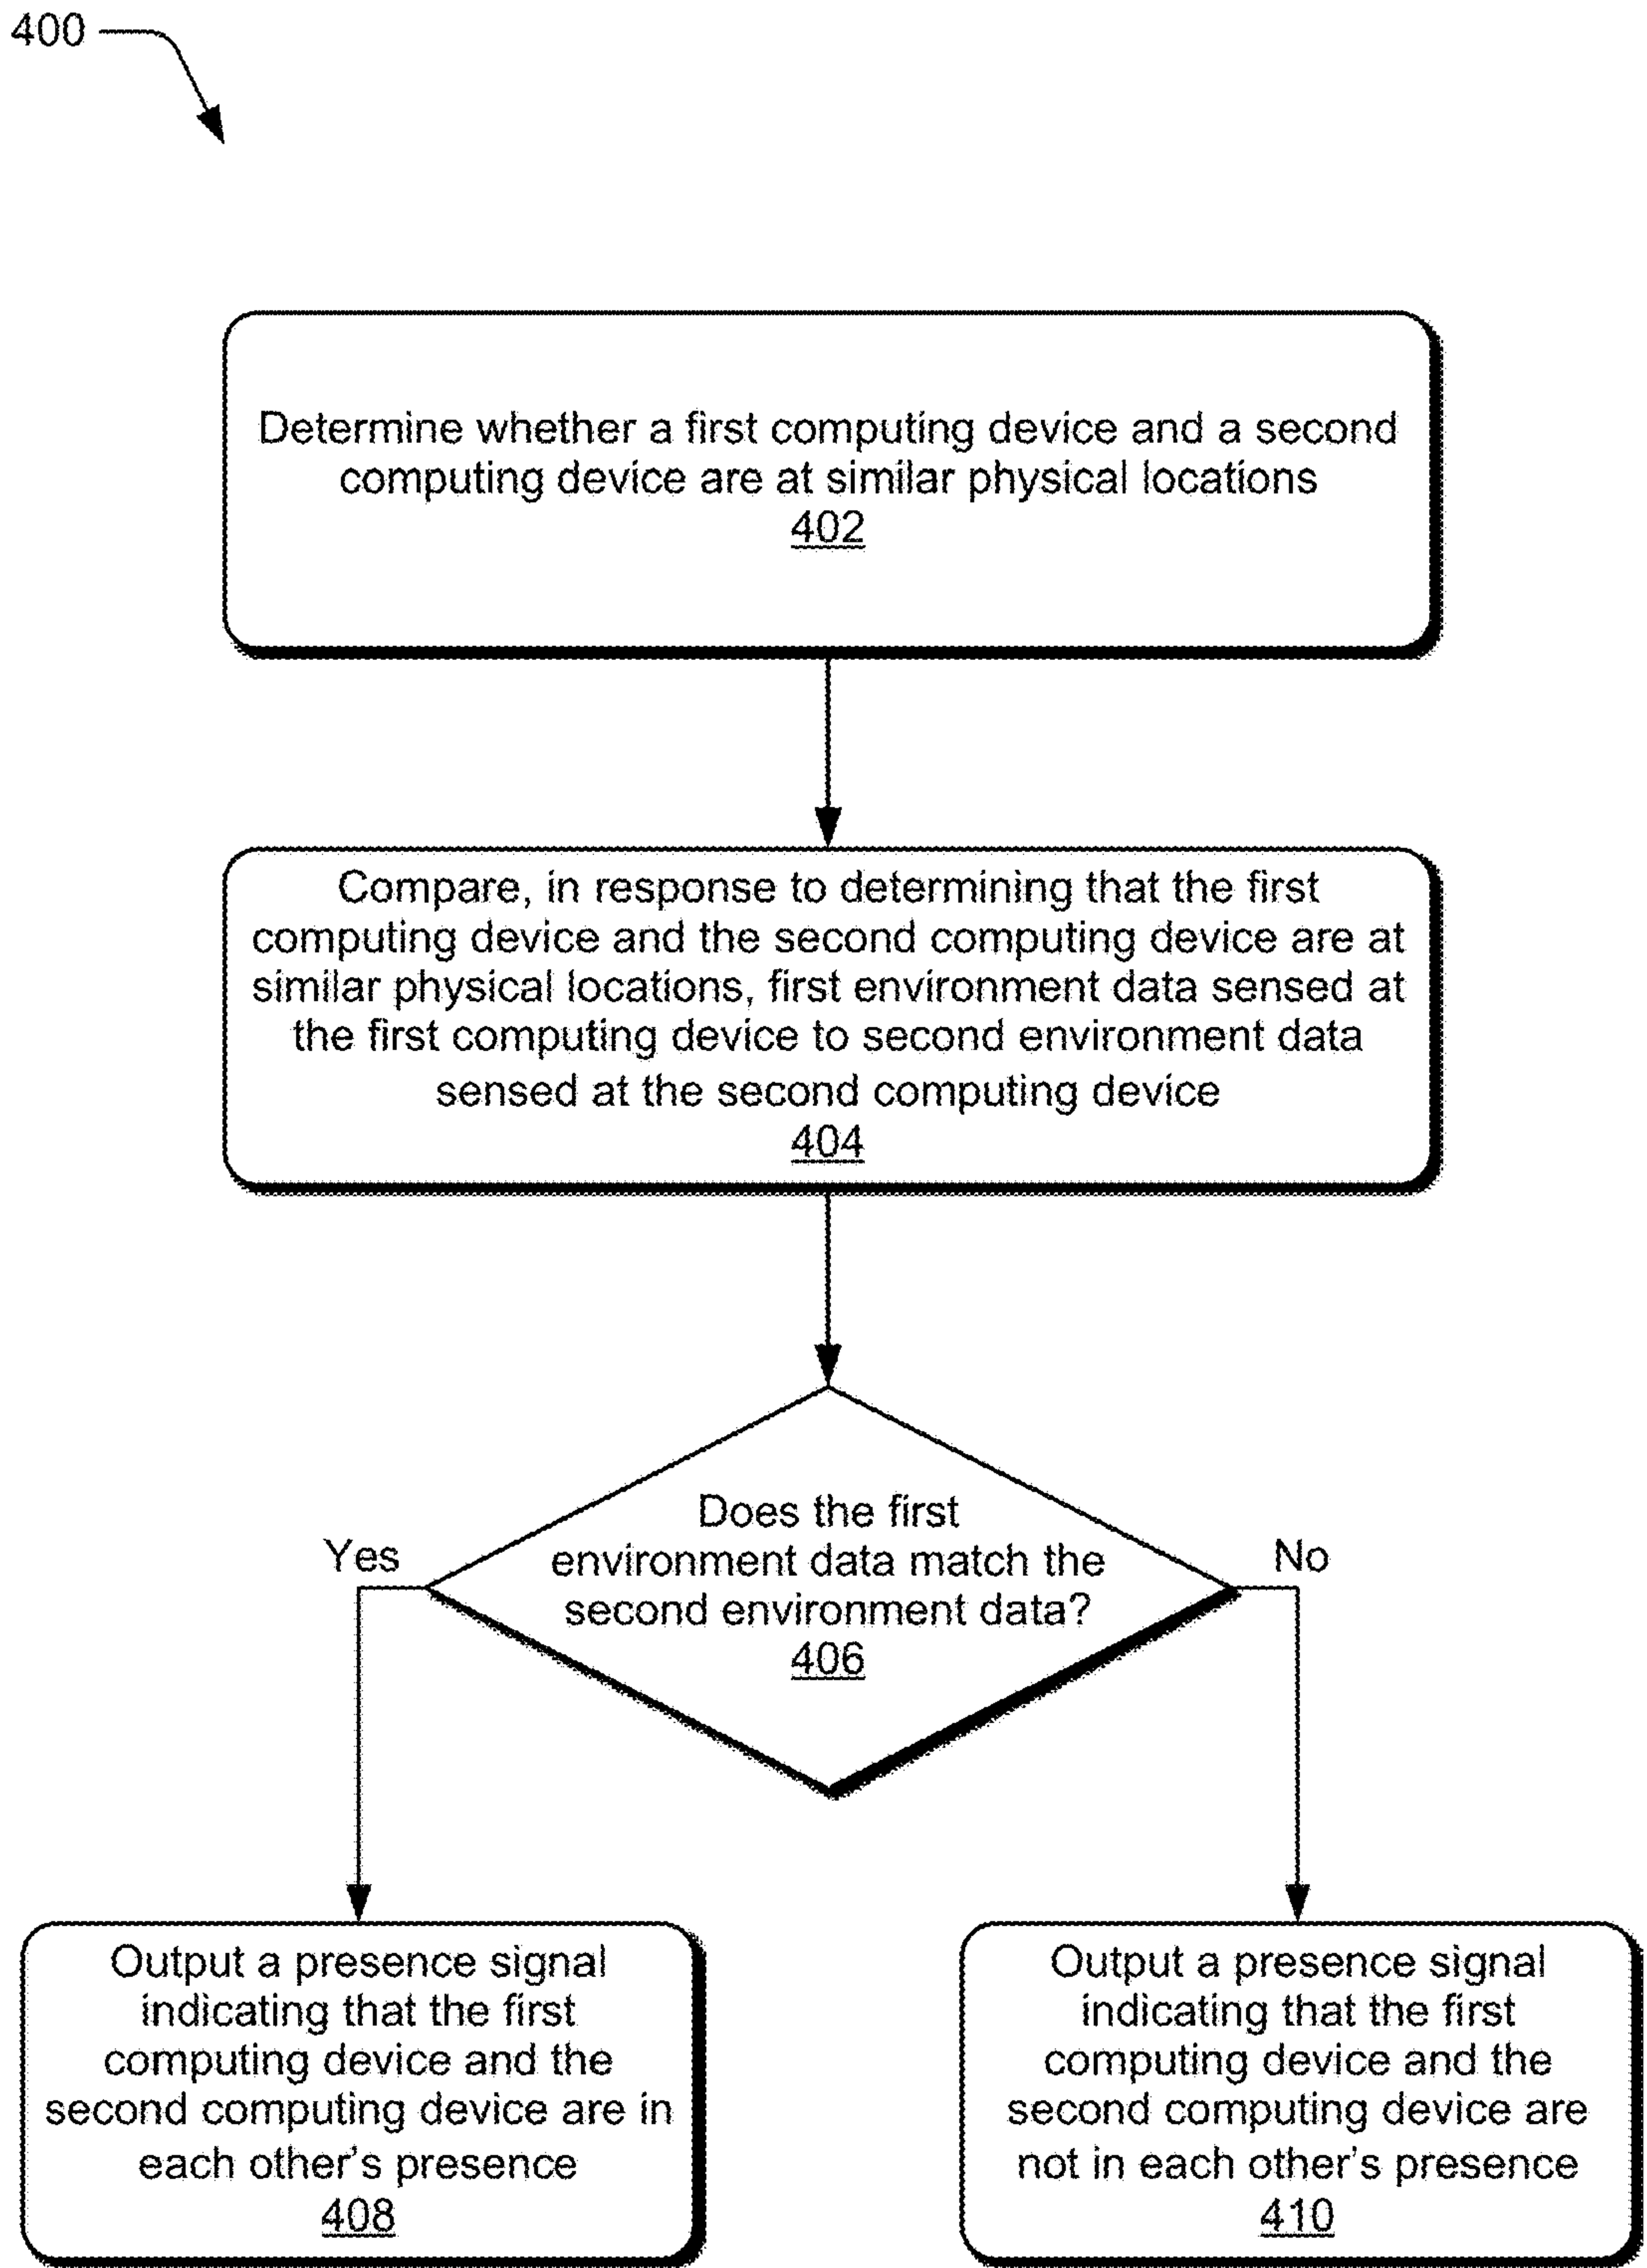 400
Determine whether a first computing device and a second
computing device are at similar physical locations
402
Compare, in response to determining that the first
computing device and the second computing device are at
similar physical locations, first environment data sensed at
the first computing device to second environment data
sensed at the second computing device
404
Does the first
environment data match the
second environment data?
406
Yes
No
Output a presence signal
indicating that the first
computing device and the
second computing device are in
each other's presence
408
Output a presence signal
indicating that the first
computing device and the
second computing device are
not in each other's presence
410